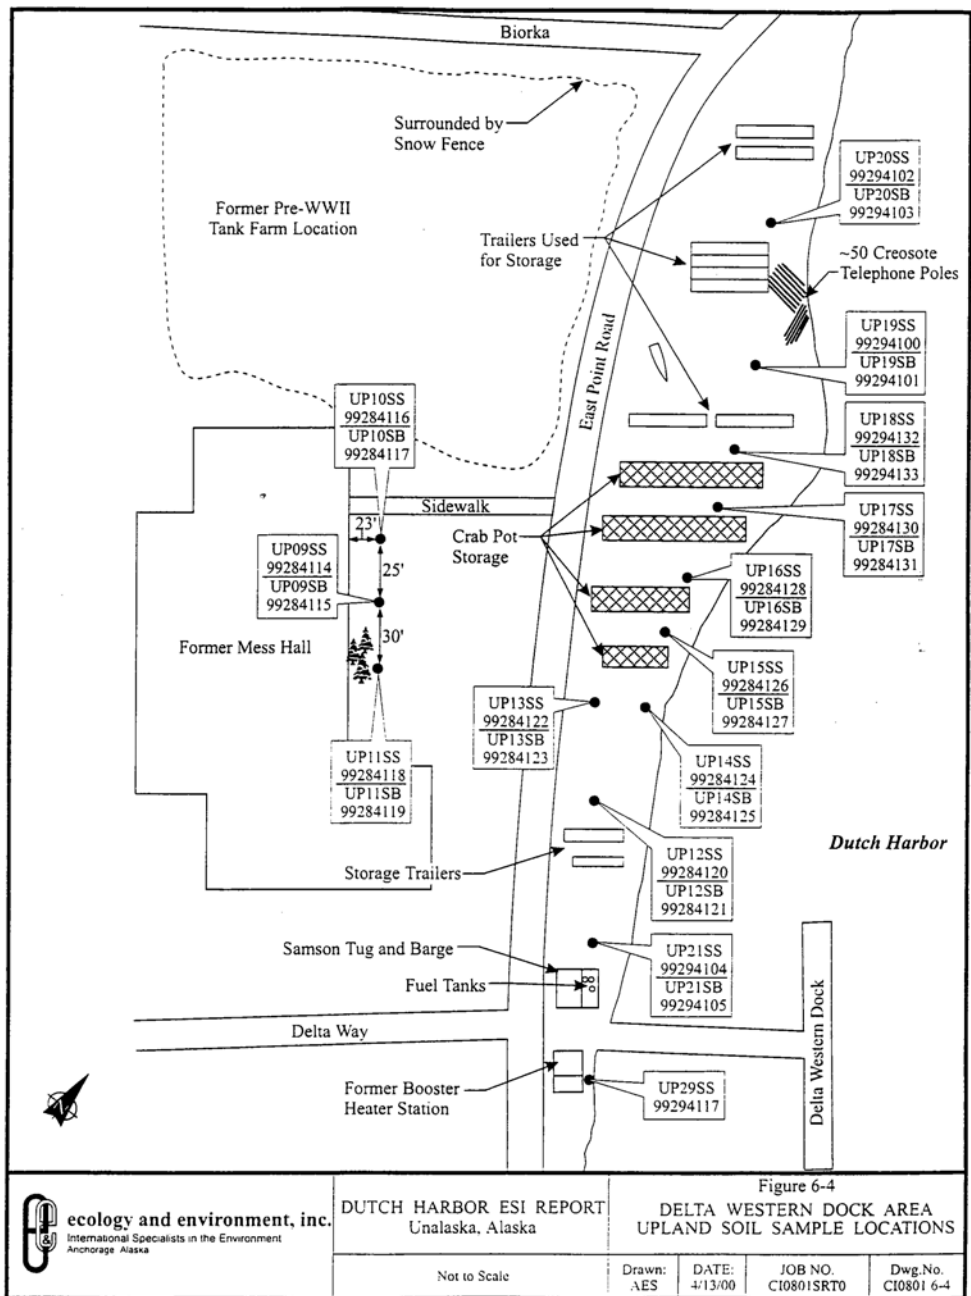 Biorka
Surrounded by
Snow Fence
Former Pre-WWII
Tank Farm Location
Trailers Used
for Storage
UP20SS
99294102
UP20SB
99294103
~50 Creosote
Telephone Poles
East Point Road
UP19SS
99294100
UP19SB
99294101
UP10SS
99284116
UP10SB
99284117
UP18SS
99294132
UP18SB
99294133
Sidewalk
23'
Crab Pot
Storage
UP17SS
99284130
UP17SB
99284131
UP09SS
99284114
UP09SB
99284115
25'
UP16SS
99284128
UP16SB
99284129
30'
Former Mess Hall
UP15SS
99284126
UP15SB
99284127
UP13SS
99284122
UP13SB
99284123
UP11SS
99284118
UP11SB
99284119
UP14SS
99284124
UP14SB
99284125
Dutch Harbor
Storage Trailers
UP12SS
99284120
UP12SB
99284121
Samson Tug and Barge
Fuel Tanks
UP21SS
99294104
UP21SB
99294105
Delta Way
Delta Western Dock
Former Booster
Heater Station
UP29SS
99294117
N
e&e
ecology and environment, inc.
International Specialists in the Environment
Anchorage Alaska
DUTCH HARBOR ESI REPORT
Unalaska, Alaska
Not to Scale
Figure 6-4
DELTA WESTERN DOCK AREA
UPLAND SOIL SAMPLE LOCATIONS
Drawn:
AES
DATE:
4/13/00
JOB NO.
CI0801SRT0
Dwg.No.
CI0801 6-4